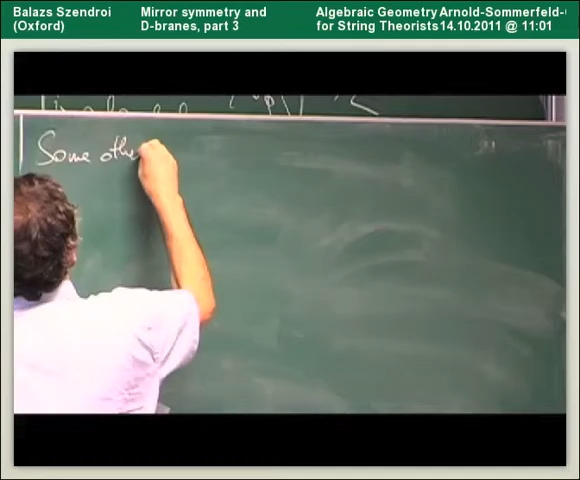 Balazs Szendroi
(Oxford)
Mirror symmetry and
D-branes, part 3
Algebraic Geometry
for String Theorists
Arnold-Sommerfeld-
14.10.2011 @ 11:01
Some othe